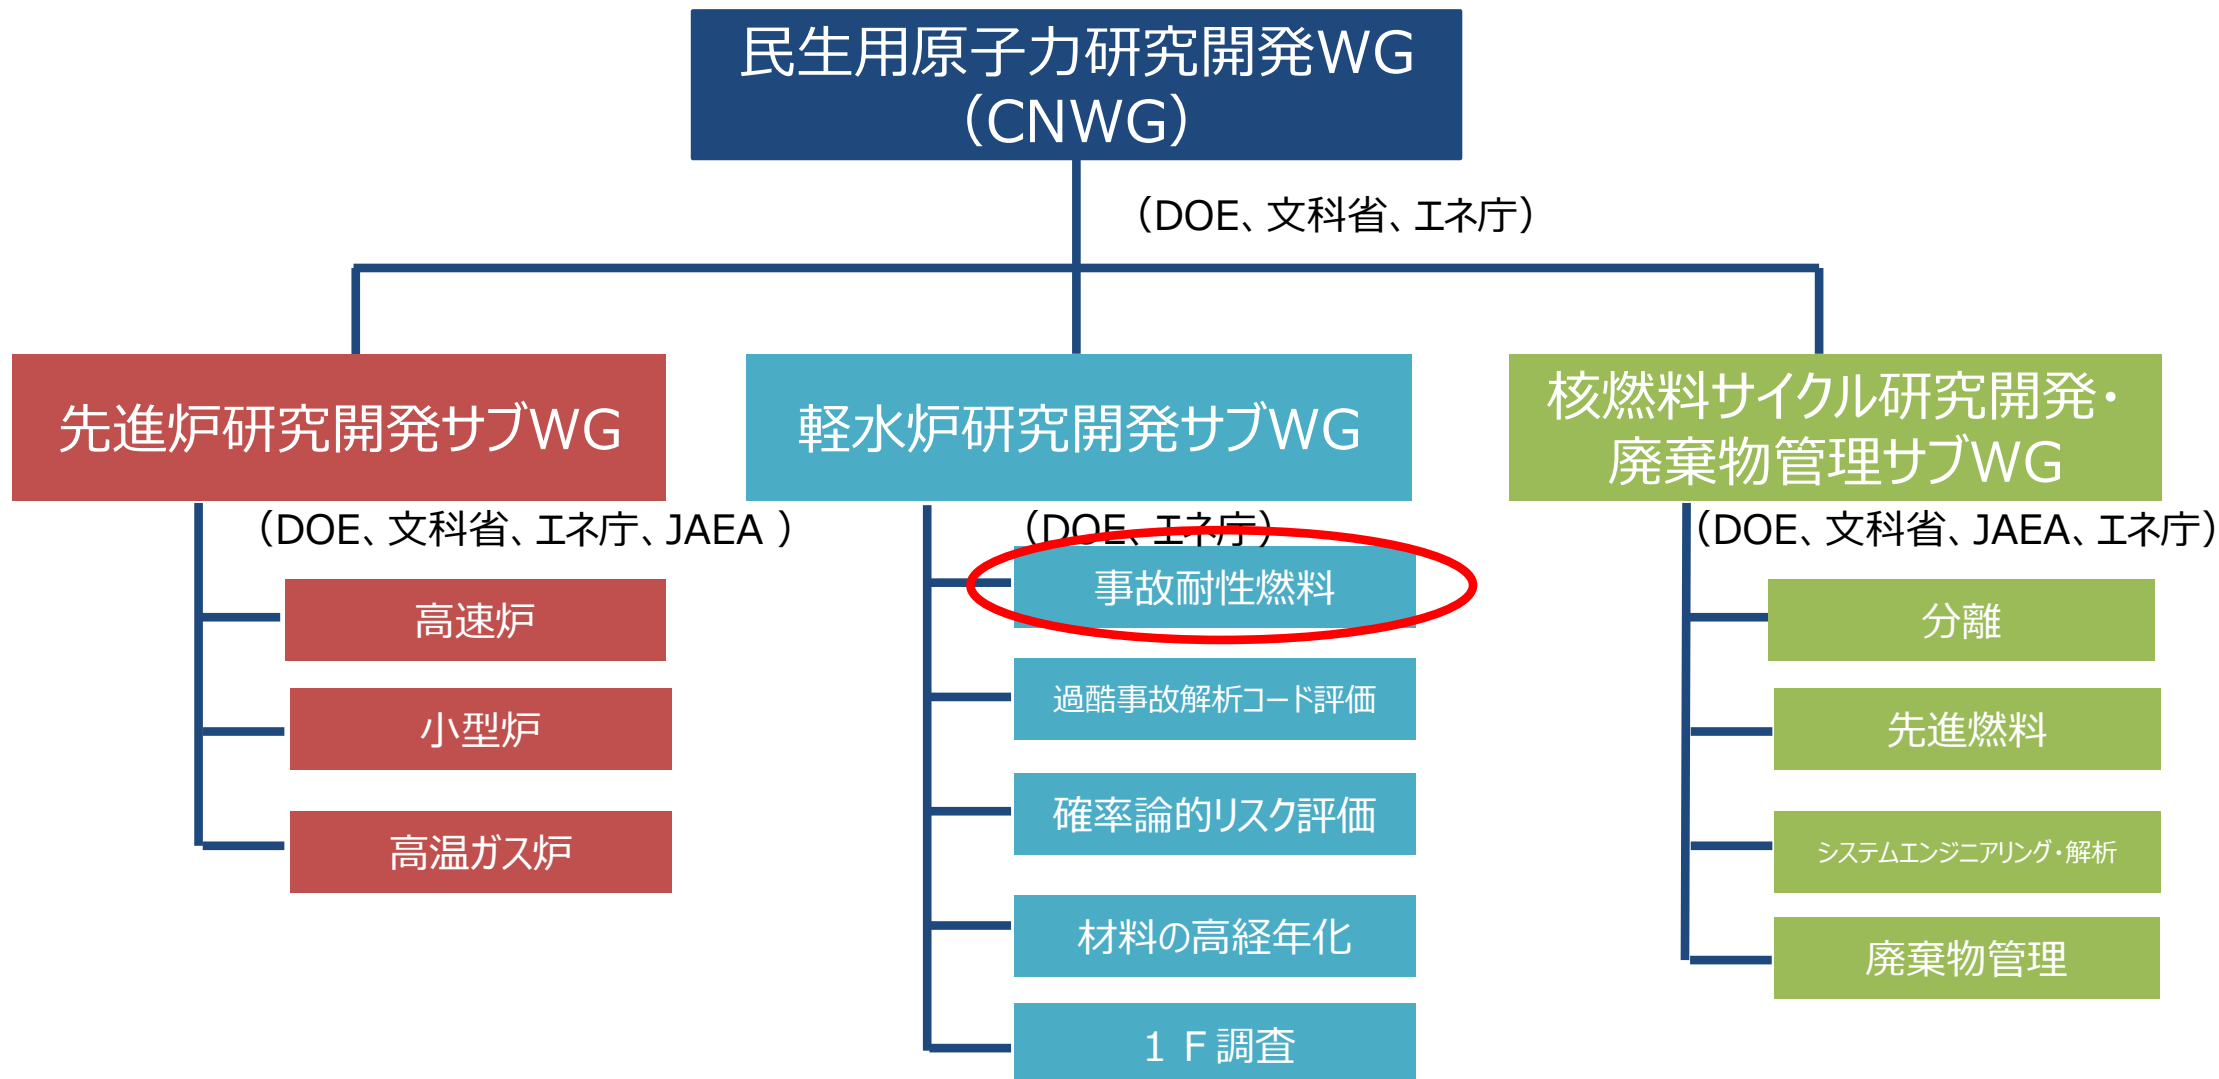 民生用原子力研究開発WG
（CNWG）
（DOE、文科省、エネ庁）
先進炉研究開発サブWG
（DOE、文科省、エネ庁、JAEA ）
高速炉
小型炉
高温ガス炉
軽水炉研究開発サブWG
（DOE、エネ庁）
事故耐性燃料
過酷事故解析コード評価
確率論的リスク評価
材料の高経年化
１Ｆ調査
核燃料サイクル研究開発・
廃棄物管理サブWG
（DOE、文科省、JAEA、エネ庁）
分離
先進燃料
システムエンジニアリング・解析
廃棄物管理